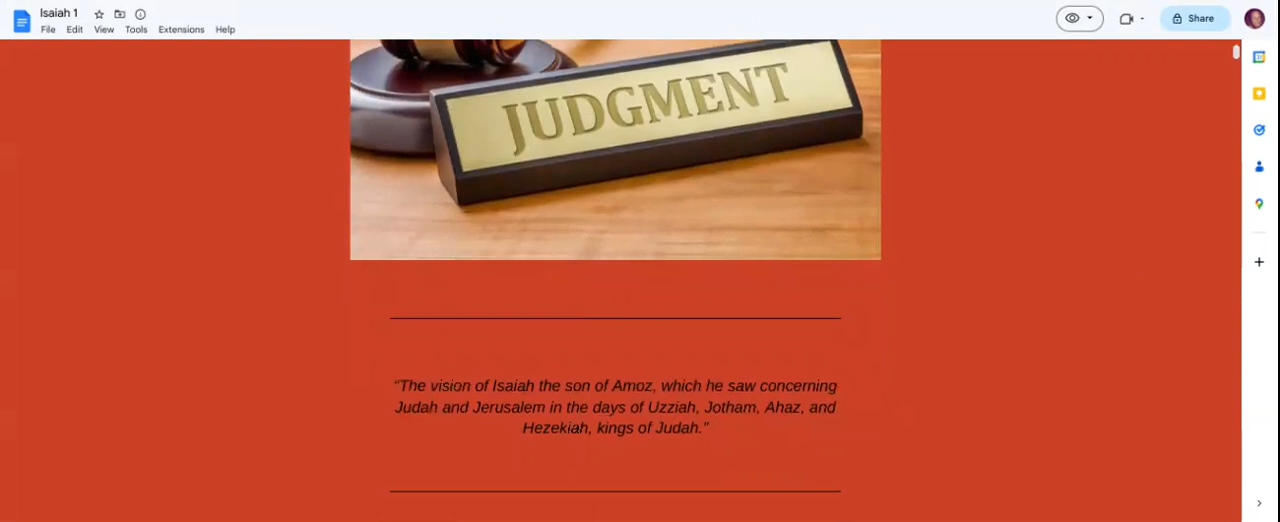 Isaiah 1
File Edit View Tools Extensions Help
Share
JUDGMENT
“The vision of Isaiah the son of Amoz, which he saw concerning
Judah and Jerusalem in the days of Uzziah, Jotham, Ahaz, and
Hezekiah, kings of Judah.”